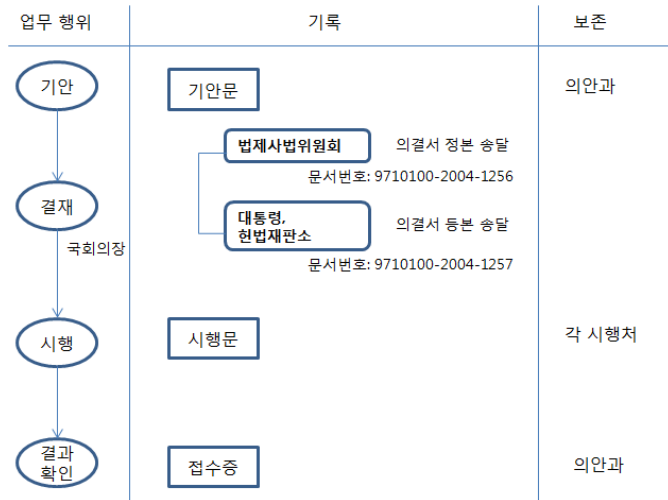 업무 행위 기록 보존
기안 기안문 의안과
법제사법위원회 의결서 정본 송달
문서번호: 9710100-2004-1256
결재
대통령,
헌법재판소 의결서 등본 송달
국회의장
문서번호: 9710100-2004-1257
시행 시행문 각 시행처
결과
확인 접수증 의안과